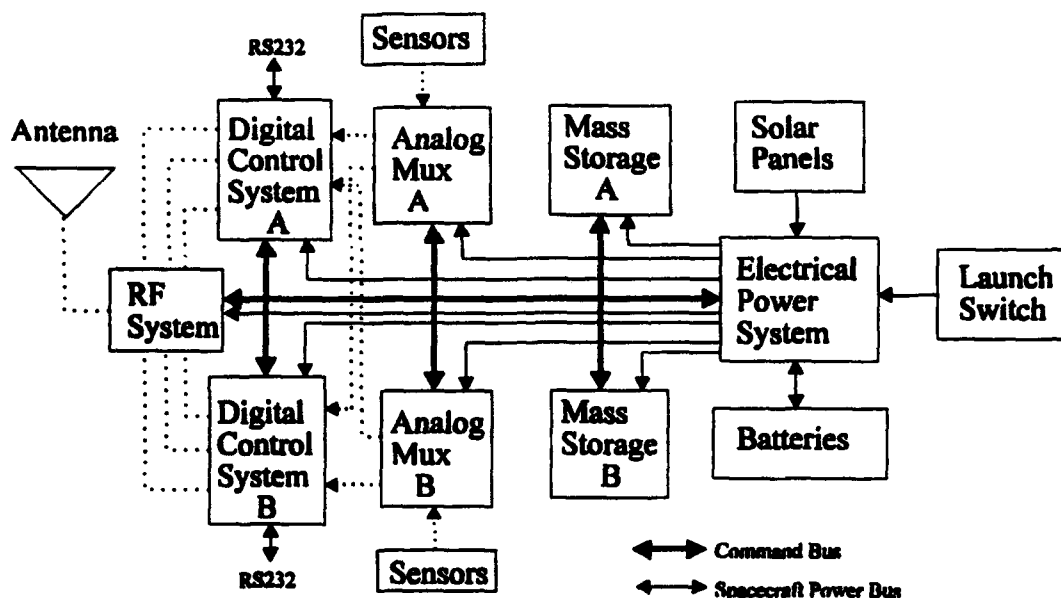 RS232
Sensors
Antenna
Digital
Control
System
A
Analog
Mux
A
Mass
Storage
A
Solar
Panels
RF
System
Electrical
Power
System
Launch
Switch
Digital
Control
System
B
Analog
Mux
B
Mass
Storage
B
Batteries
RS232
Sensors
Command Bus
Spacecraft Power Bus